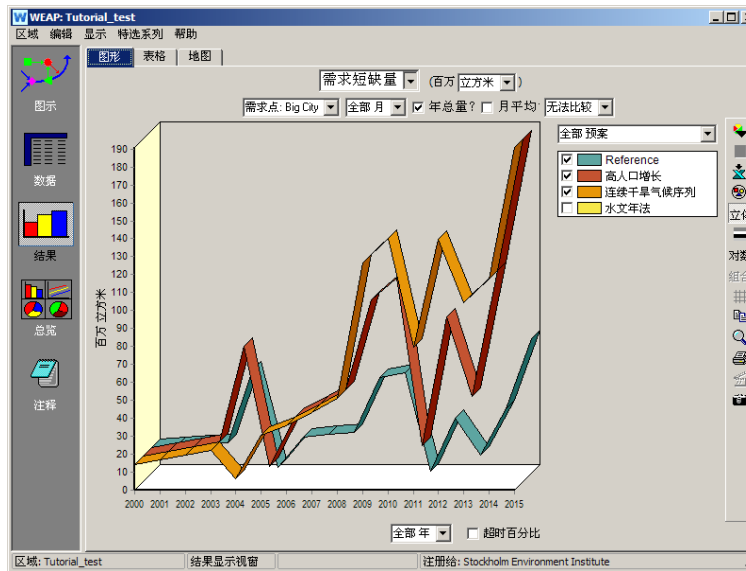 WEAP: Tutorial_test
区域 编辑 显示 特选系列 帮助
图形 表格 地图
需求短缺量 (百万 立方米 )
需求点: Big City 全部 月 年总量? 月平均 无法比较
全部 预案
Reference
高人口增长
连续干旱气候序列
水文年法
图示
数据
结果
总览
注释
百万 立方米
190
180
170
160
150
140
130
120
110
100
90
80
70
60
50
40
30
20
10
0
2000 2001 2002 2003 2004 2005 2006 2007 2008 2009 2010 2011 2012 2013 2014 2015
对数
组合
全部 年 超时百分比
区域: Tutorial_test 结果显示视窗 注册给: Stockholm Environment Institute